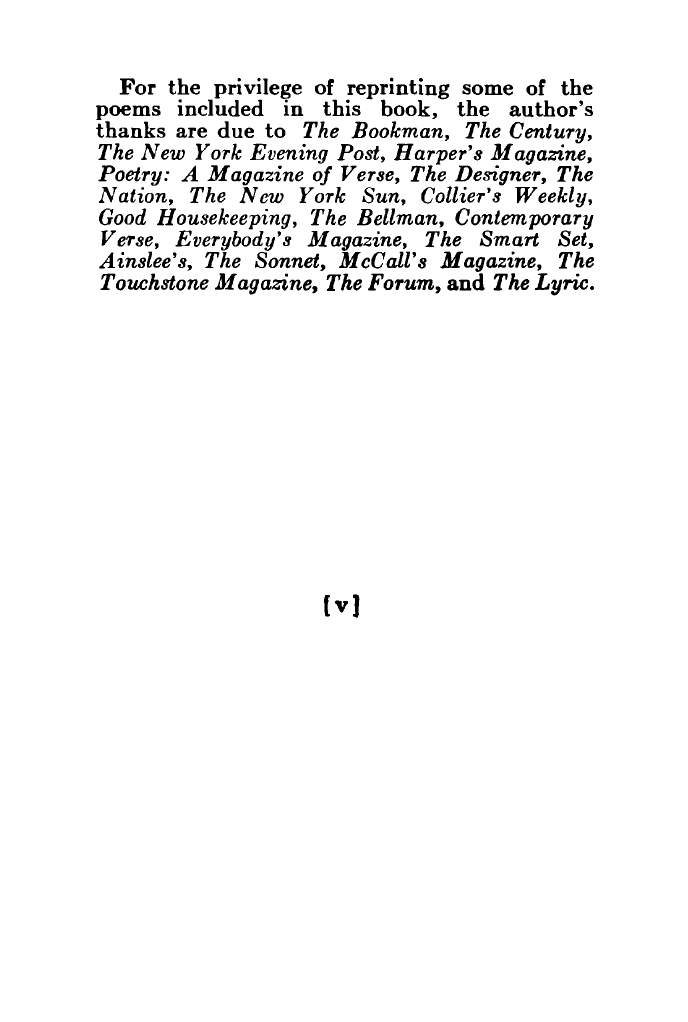 For the privilege of reprinting some of the
poems included in this book, the author's
thanks are due to The Bookman, The Century,
The New York Evening Post, Harper's Magazine,
Poetry: A Magazine of Verse, The Designer, The
Nation, The New York Sun, Collier's Weekly,
Good Housekeeping, The Bellman, Contemporary
Verse, Everybody's Magazine, The Smart Set,
Ainslee's, The Sonnet, McCall's Magazine, The
Touchstone Magazine, The Forum, and The Lyric.
[v]